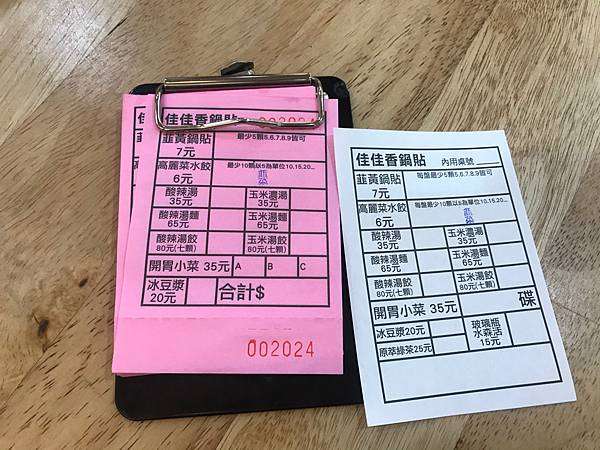 佳佳香鍋貼
002024
韮黃鍋貼
7元
最少5顆5,6,7,8,9皆可
高麗菜水餃
6元
最少10顆以5為單位10,15,20...
酸辣湯
35元
玉米濃湯
35元
酸辣湯麵
65元
玉米湯麵
65元
酸辣湯餃
80元(七顆)
玉米湯餃
80元(七顆)
開胃小菜 35元 A B C
冰豆漿
20元
合計$
002024
佳佳香鍋貼 內用桌號
韮黃鍋貼
7元
每盤最少5顆5,6,7,8,9皆可
高麗菜水餃
6元
每盤最少10顆以5為單位10,15,20...
酸辣湯
35元
玉米濃湯
35元
酸辣湯麵
65元
玉米湯麵
65元
酸辣湯餃
80元(七顆)
玉米湯餃
80元(七顆)
開胃小菜 35元 碟
冰豆漿20元
玻璃瓶
水森活
15元
原萃綠茶25元